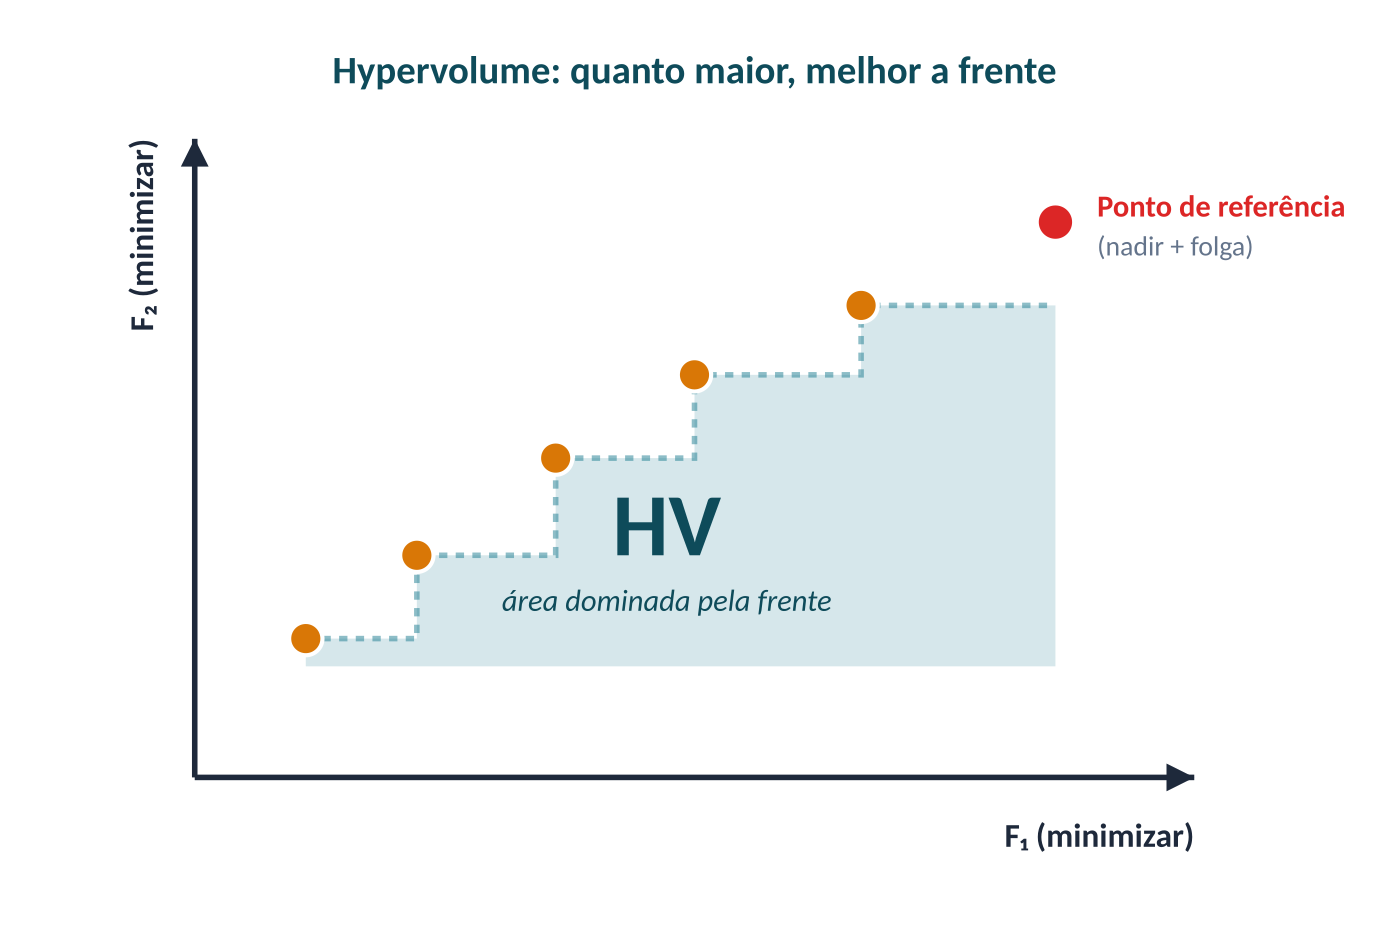 Hypervolume: quanto maior, melhor a frente
F₂ (minimizar)
Ponto de referência
(nadir + folga)
HV
área dominada pela frente
F₁ (minimizar)